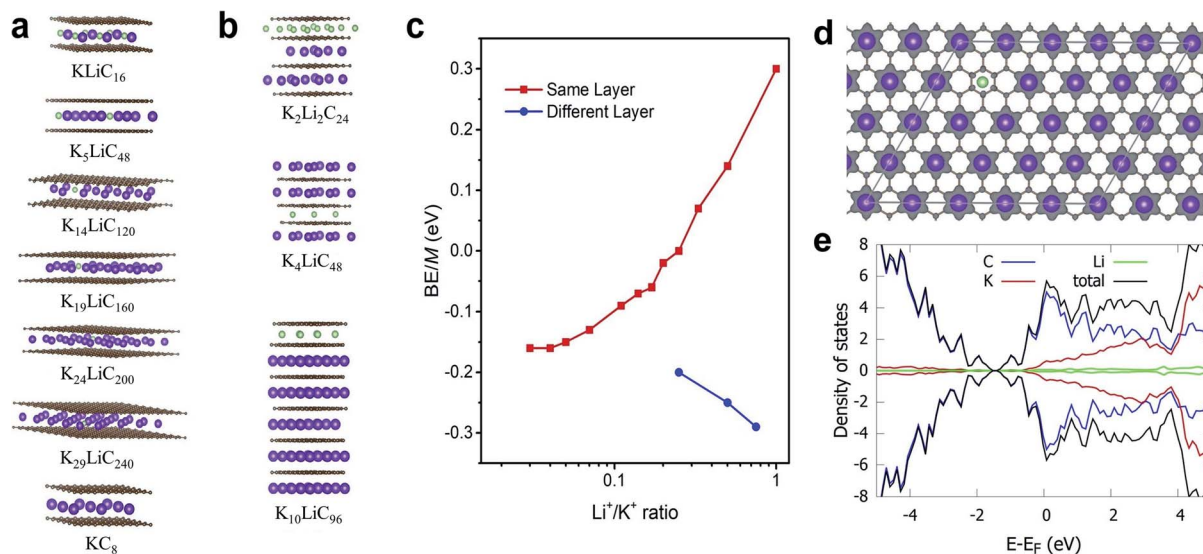 a
KLiC16
K5LiC48
K14LiC120
K19LiC160
K24LiC200
K29LiC240
KC8
b
K2Li2C24
K4LiC48
K10LiC96
c
0.3
0.2
0.1
0.0
-0.1
-0.2
-0.3
BE/M (eV)
Same Layer
Different Layer
0.1
1
Li+/K+ ratio
d
e
8
6
4
2
0
-2
-4
-6
-8
Density of states
C
K
Li
total
-4
-2
0
2
4
E-EF (eV)